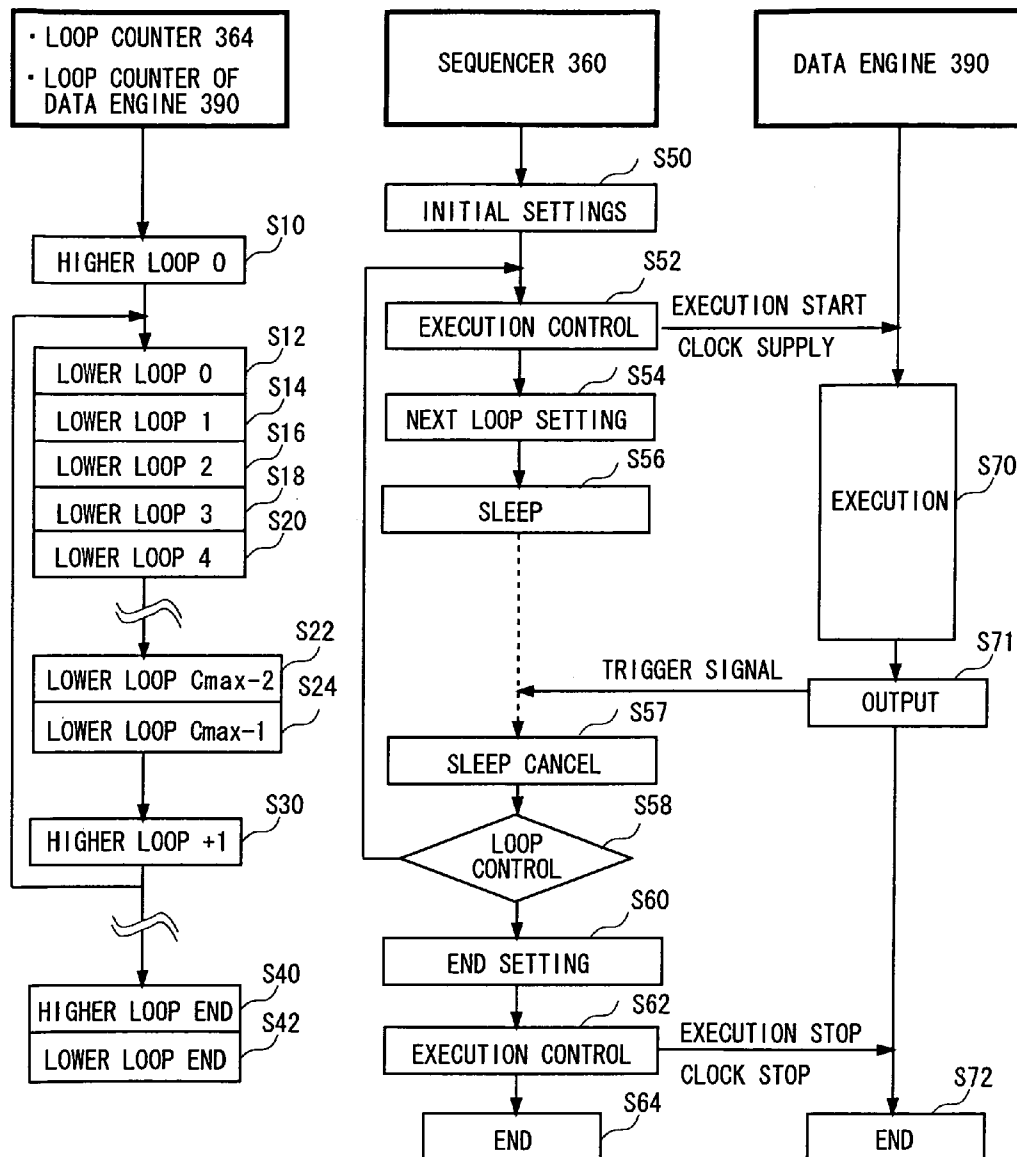 · LOOP COUNTER 364
· LOOP COUNTER OF
DATA ENGINE 390
S10
HIGHER LOOP 0
S12
LOWER LOOP 0
S14
LOWER LOOP 1
S16
LOWER LOOP 2
S18
LOWER LOOP 3
S20
LOWER LOOP 4
S22
LOWER LOOP Cmax-2
S24
LOWER LOOP Cmax-1
S30
HIGHER LOOP +1
S40
HIGHER LOOP END
S42
LOWER LOOP END
SEQUENCER 360
S50
INITIAL SETTINGS
S52
EXECUTION CONTROL
EXECUTION START
CLOCK SUPPLY
S54
NEXT LOOP SETTING
S56
SLEEP
TRIGGER SIGNAL
S57
SLEEP CANCEL
S58
LOOP
CONTROL
S60
END SETTING
S62
EXECUTION CONTROL
EXECUTION STOP
CLOCK STOP
S64
END
DATA ENGINE 390
S70
EXECUTION
S71
OUTPUT
S72
END